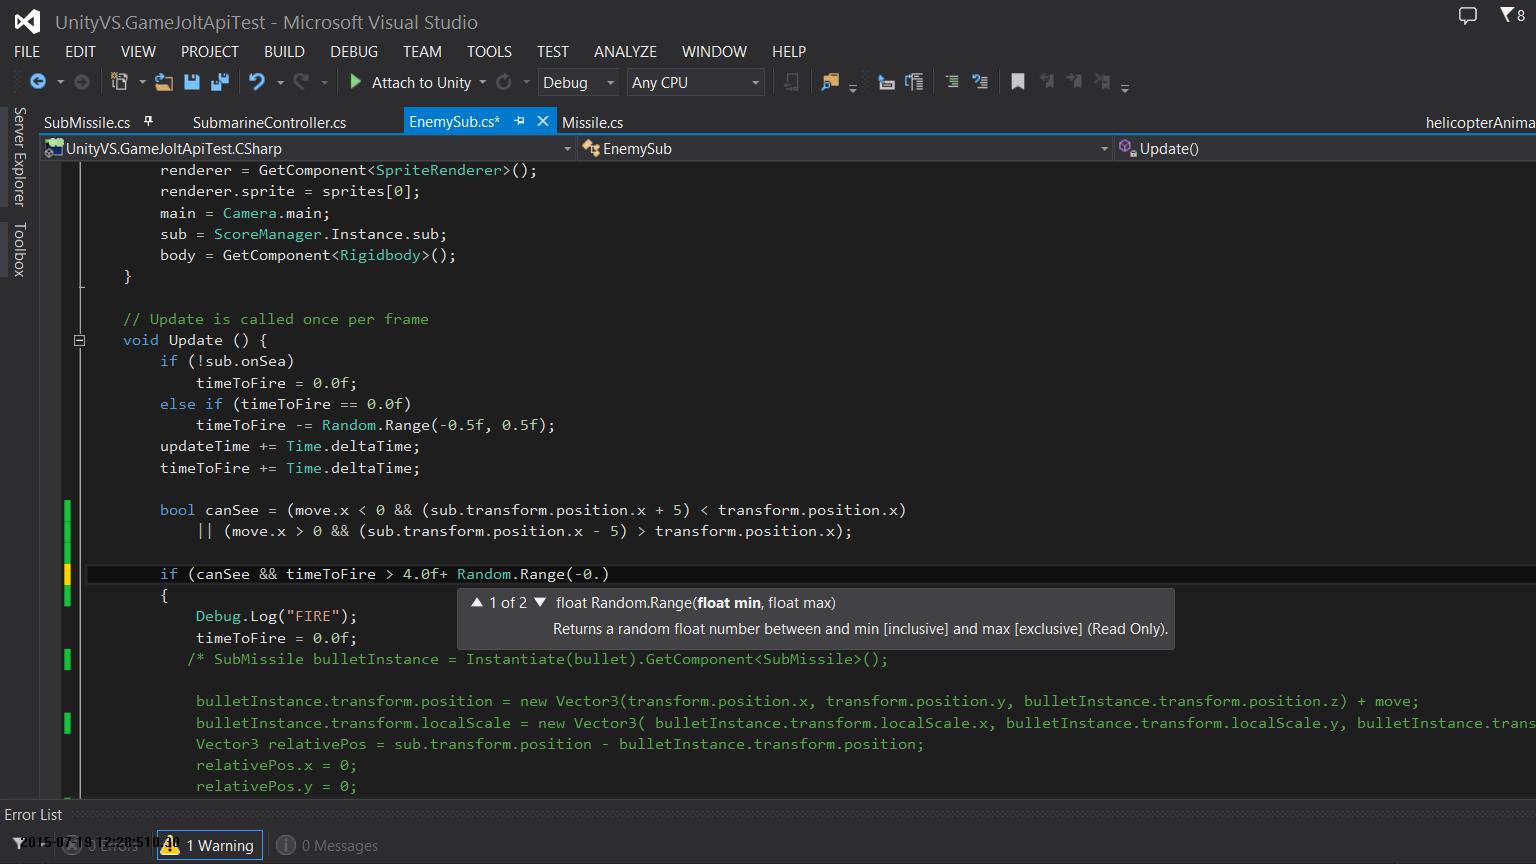 UnityVS.GameJoltApiTest - Microsoft Visual Studio
8
FILE EDIT VIEW PROJECT BUILD DEBUG TEAM TOOLS TEST ANALYZE WINDOW HELP
Attach to Unity Debug Any CPU
Server Explorer
Toolbox
SubMissile.cs SubmarineController.cs EnemySub.cs* Missile.cs helicopterAnima
UnityVS.GameJoltApiTest.CSharp EnemySub Update()
renderer = GetComponent<SpriteRenderer>();
renderer.sprite = sprites[0];
main = Camera.main;
sub = ScoreManager.Instance.sub;
body = GetComponent<Rigidbody>();
}
// Update is called once per frame
void Update () {
if (!sub.onSea)
timeToFire = 0.0f;
else if (timeToFire == 0.0f)
timeToFire -= Random.Range(-0.5f, 0.5f);
updateTime += Time.deltaTime;
timeToFire += Time.deltaTime;
bool canSee = (move.x < 0 && (sub.transform.position.x + 5) < transform.position.x)
|| (move.x > 0 && (sub.transform.position.x - 5) > transform.position.x);
if (canSee && timeToFire > 4.0f+ Random.Range(-0.)
{
1 of 2 float Random.Range(float min, float max)
Returns a random float number between and min [inclusive] and max [exclusive] (Read Only).
Debug.Log("FIRE");
timeToFire = 0.0f;
/* SubMissile bulletInstance = Instantiate(bullet).GetComponent<SubMissile>();
bulletInstance.transform.position = new Vector3(transform.position.x, transform.position.y, bulletInstance.transform.position.z) + move;
bulletInstance.transform.localScale = new Vector3( bulletInstance.transform.localScale.x, bulletInstance.transform.localScale.y, bulletInstance.trans
Vector3 relativePos = sub.transform.position - bulletInstance.transform.position;
relativePos.x = 0;
relativePos.y = 0;
Error List
0 Errors 1 Warning 0 Messages
2015-07-19